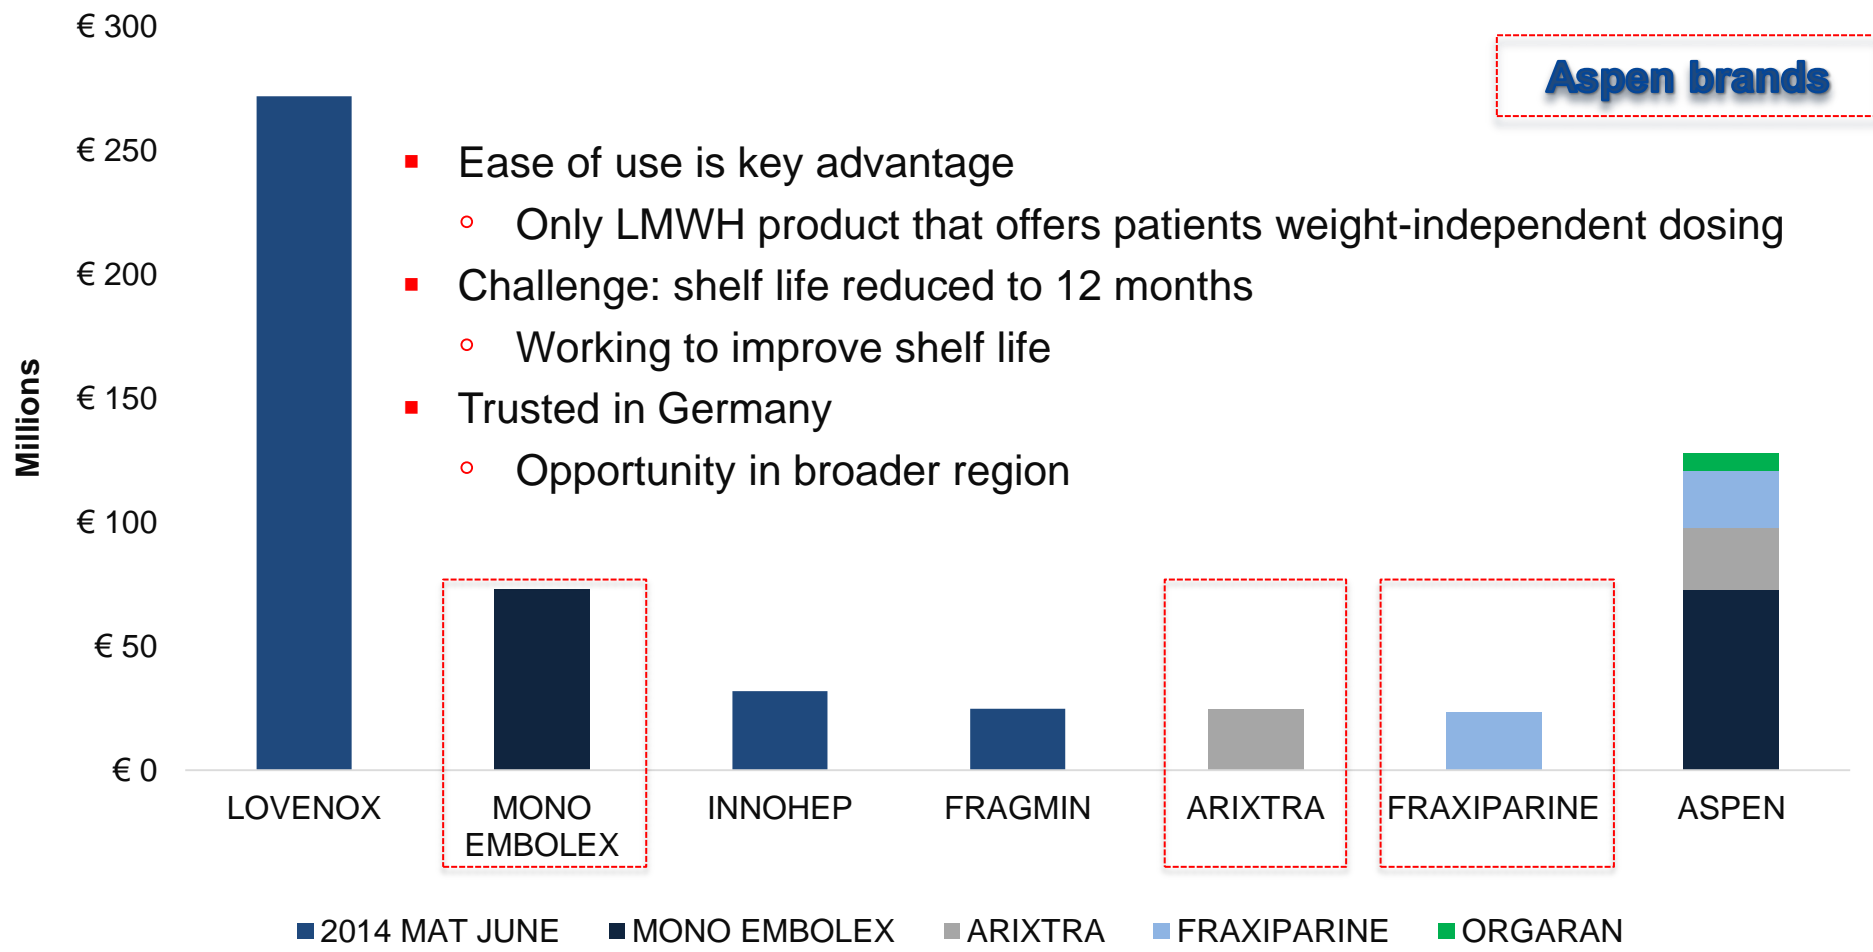 € 300
€ 250
€ 200
€ 150
€ 100
€ 50
€ 0
Millions
Aspen brands
▪ Ease of use is key advantage
◦ Only LMWH product that offers patients weight-independent dosing
▪ Challenge: shelf life reduced to 12 months
◦ Working to improve shelf life
▪ Trusted in Germany
◦ Opportunity in broader region
LOVENOX
MONO
EMBOLEX
INNOHEP
FRAGMIN
ARIXTRA
FRAXIPARINE
ASPEN
2014 MAT JUNE
MONO EMBOLEX
ARIXTRA
FRAXIPARINE
ORGARAN